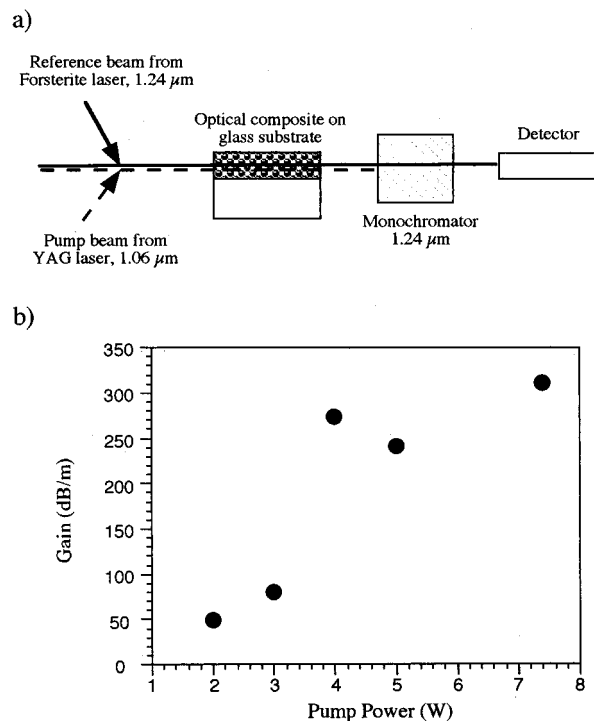 a)
Reference beam from
Forsterite laser, 1.24 µm
Optical composite on
glass substrate
Detector
Monochromator
1.24 µm
Pump beam from
YAG laser, 1.06 µm
b)
350
300
250
200
150
100
50
0
Gain (dB/m)
1 2 3 4 5 6 7 8
Pump Power (W)